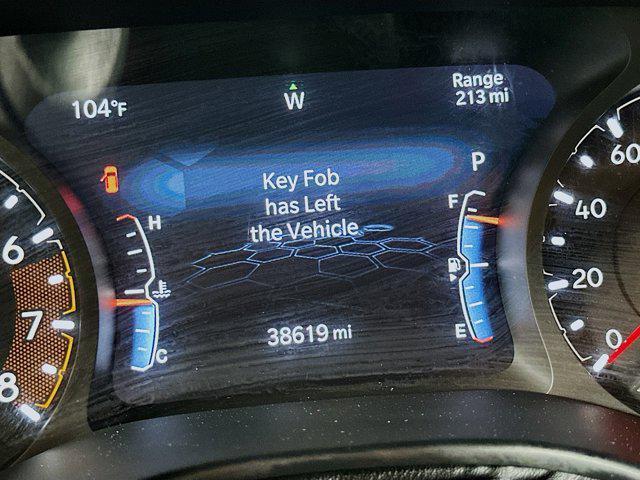 104°F
W
Range
213 mi
Key Fob
has Left
the Vehicle
P
H
F
C
E
38619 mi
6
7
8
60
40
20
0